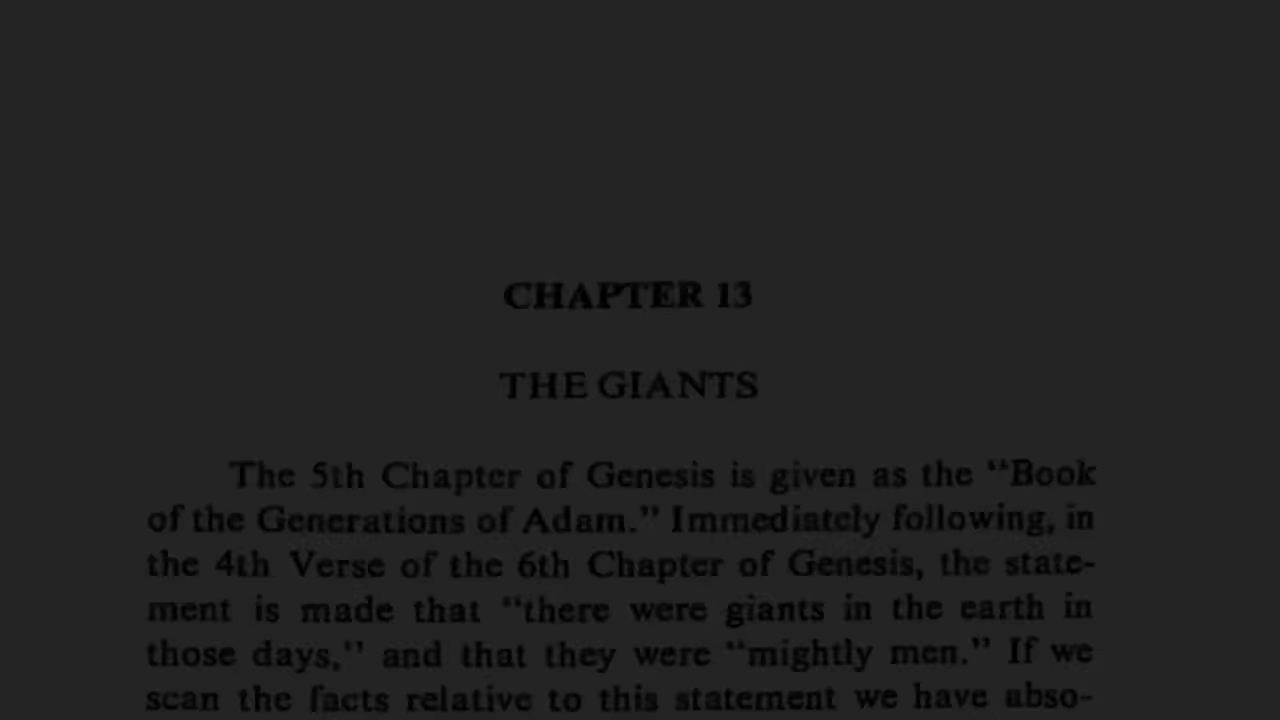 CHAPTER 13
THE GIANTS
The 5th Chapter of Genesis is given as the “Book
of the Generations of Adam.” Immediately following, in
the 4th Verse of the 6th Chapter of Genesis, the state-
ment is made that “there were giants in the earth in
those days,” and that they were “mightly men.” If we
scan the facts relative to this statement we have abso-